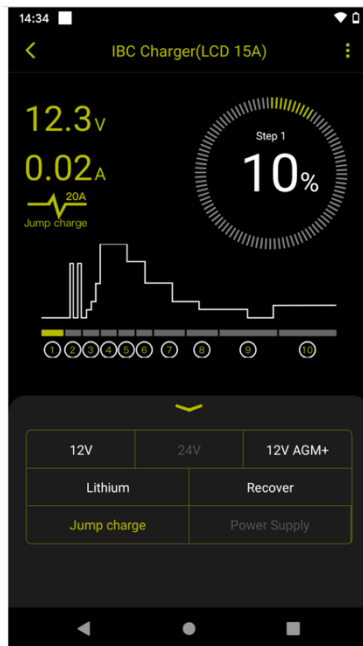 14:34
IBC Charger(LCD 15A)
12.3V
0.02A
20A
Jump charge
Step 1
10%
1 2 3 4 5 6 7 8 9 10
12V 24V 12V AGM+
Lithium Recover
Jump charge Power Supply